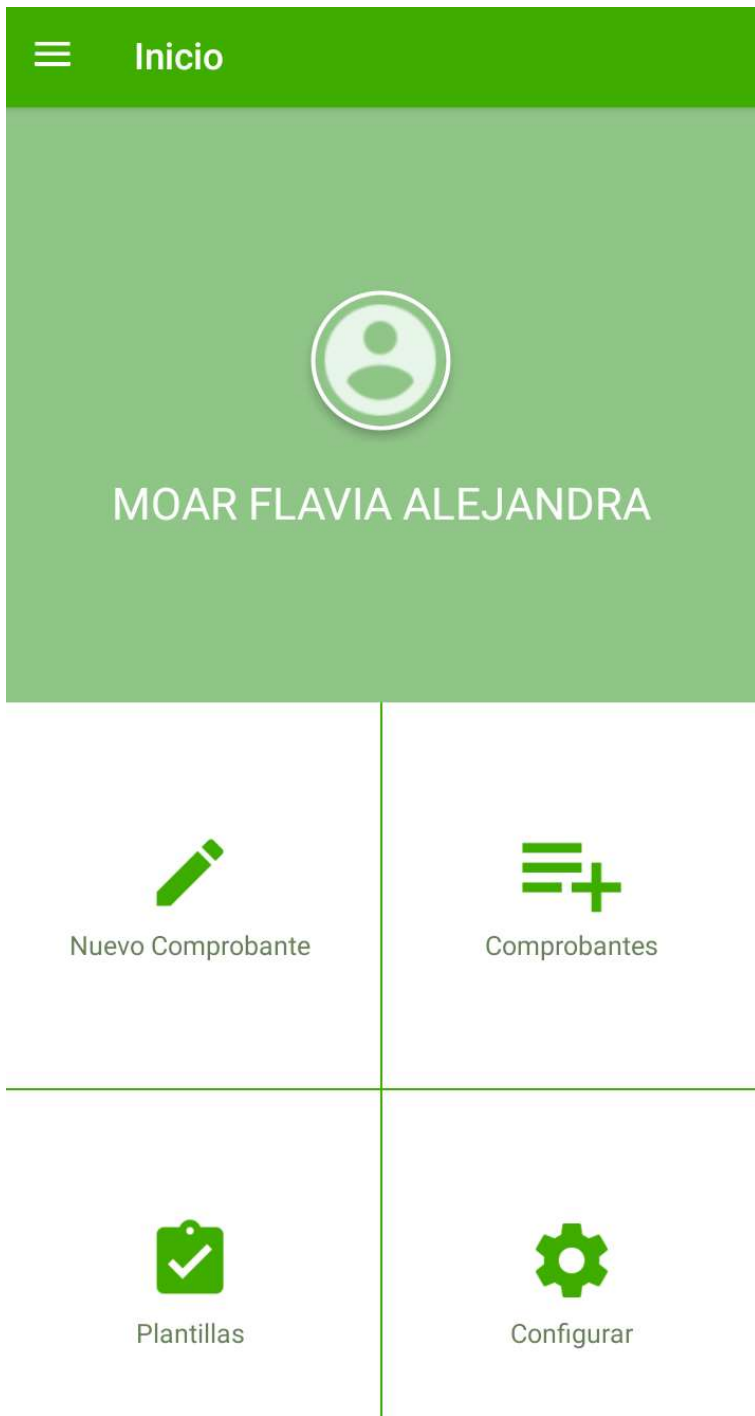 Inicio
MOAR FLAVIA ALEJANDRA
Nuevo Comprobante
Comprobantes
Plantillas
Configurar